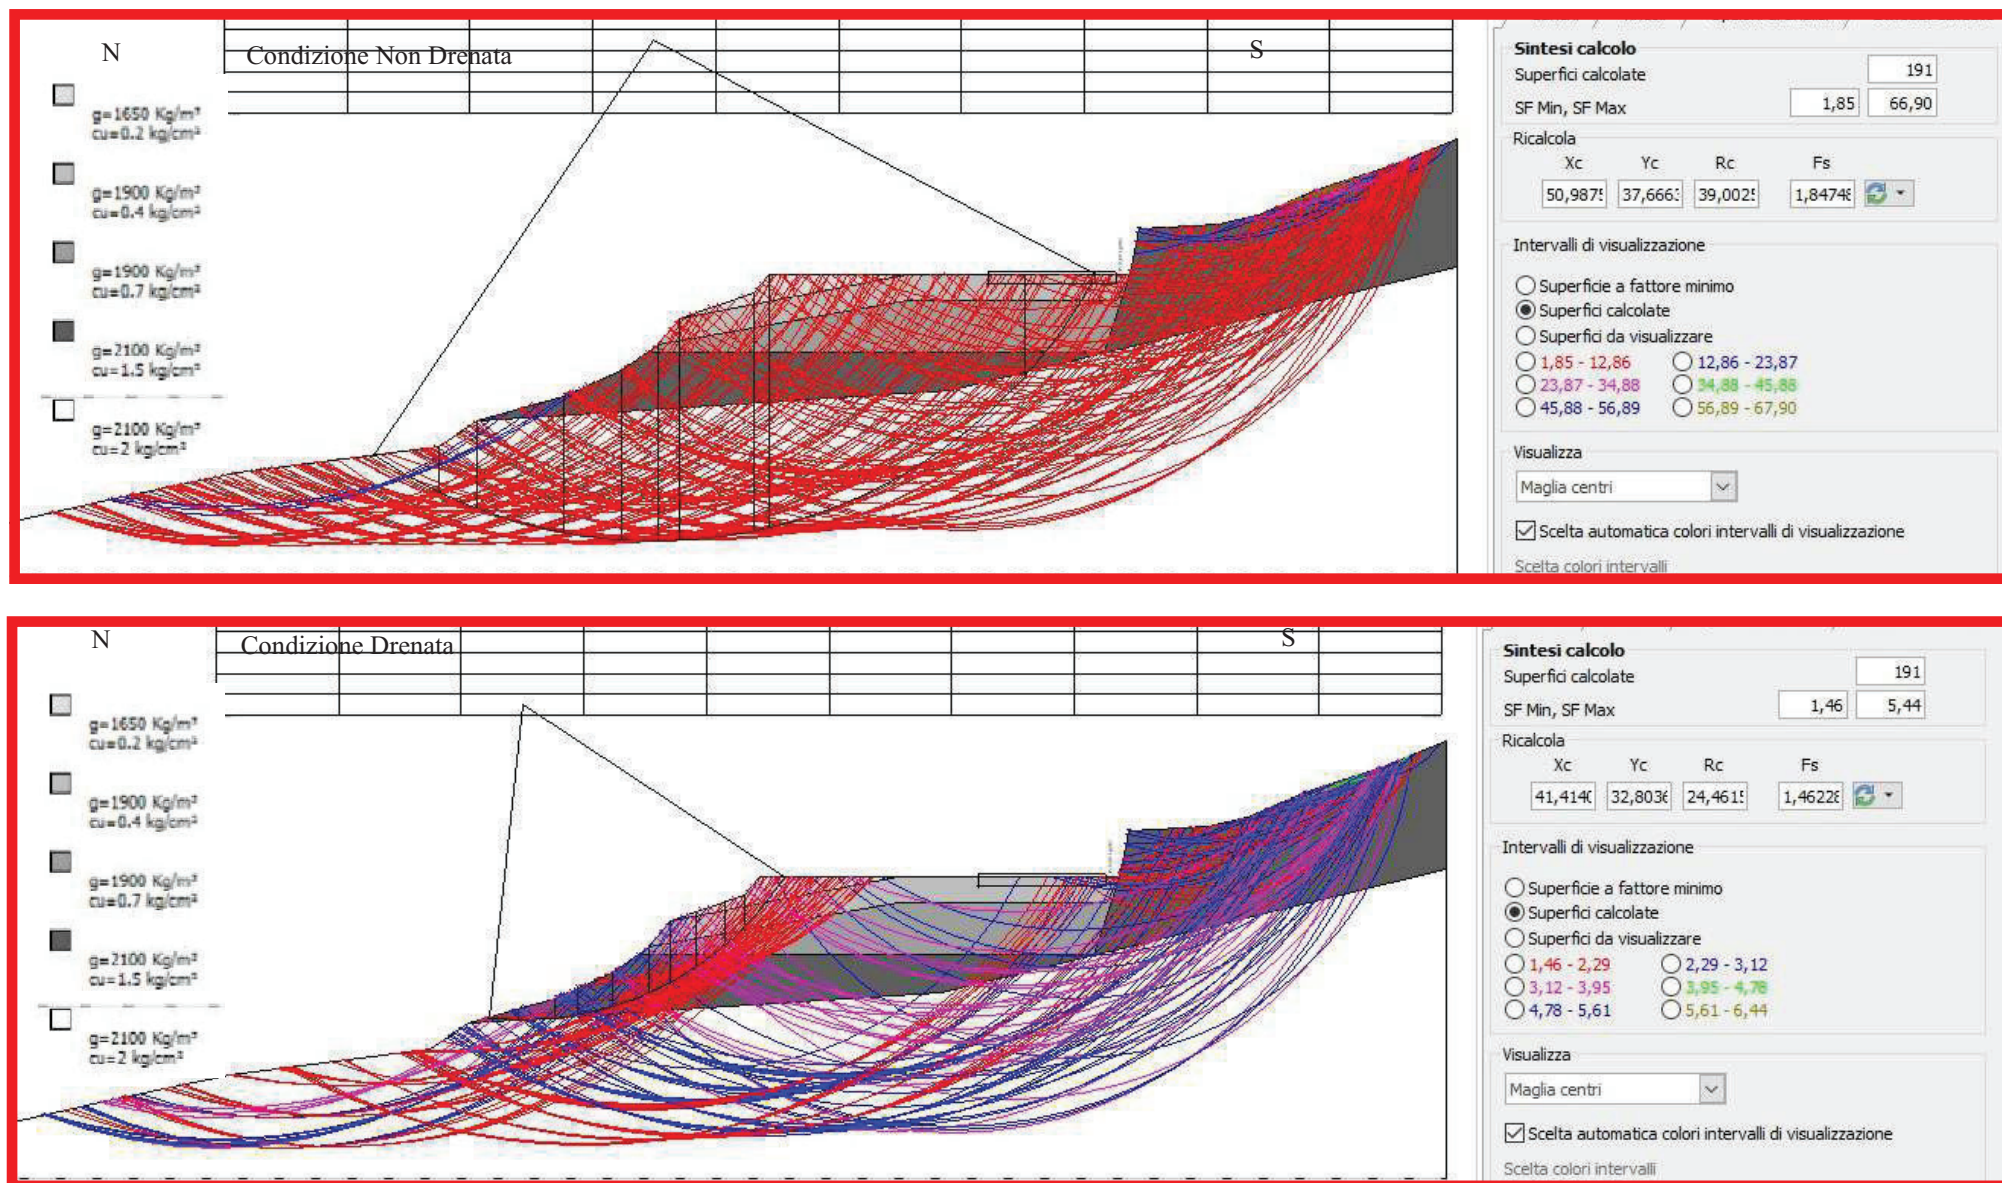 N
Condizione Non Drenata
S
g=1650 Kg/m³
cu=0.2 kg/cm²
g=1900 Kg/m³
cu=0.4 kg/cm²
g=1900 Kg/m³
cu=0.7 kg/cm²
g=2100 Kg/m³
cu=1.5 kg/cm²
g=2100 Kg/m³
cu=2 kg/cm²
Sintesi calcolo
Superfici calcolate 191
SF Min, SF Max 1,85 66,90
Ricalcola
Xc Yc Rc Fs
50,987 37,666 39,002 1,8474
Intervalli di visualizzazione
Superficie a fattore minimo
Superfici calcolate
Superfici da visualizzare
1,85 - 12,86 12,86 - 23,87
23,87 - 34,88 34,88 - 45,88
45,88 - 56,89 56,89 - 67,90
Visualizza
Maglia centri
Scelta automatica colori intervalli di visualizzazione
Scelta colori intervalli
N
Condizione Drenata
S
g=1650 Kg/m³
cu=0.2 kg/cm²
g=1900 Kg/m³
cu=0.4 kg/cm²
g=1900 Kg/m³
cu=0.7 kg/cm²
g=2100 Kg/m³
cu=1.5 kg/cm²
g=2100 Kg/m³
cu=2 kg/cm²
Sintesi calcolo
Superfici calcolate 191
SF Min, SF Max 1,46 5,44
Ricalcola
Xc Yc Rc Fs
41,414 32,803 24,461 1,4622
Intervalli di visualizzazione
Superficie a fattore minimo
Superfici calcolate
Superfici da visualizzare
1,46 - 2,29 2,29 - 3,12
3,12 - 3,95 3,95 - 4,78
4,78 - 5,61 5,61 - 6,44
Visualizza
Maglia centri
Scelta automatica colori intervalli di visualizzazione
Scelta colori intervalli